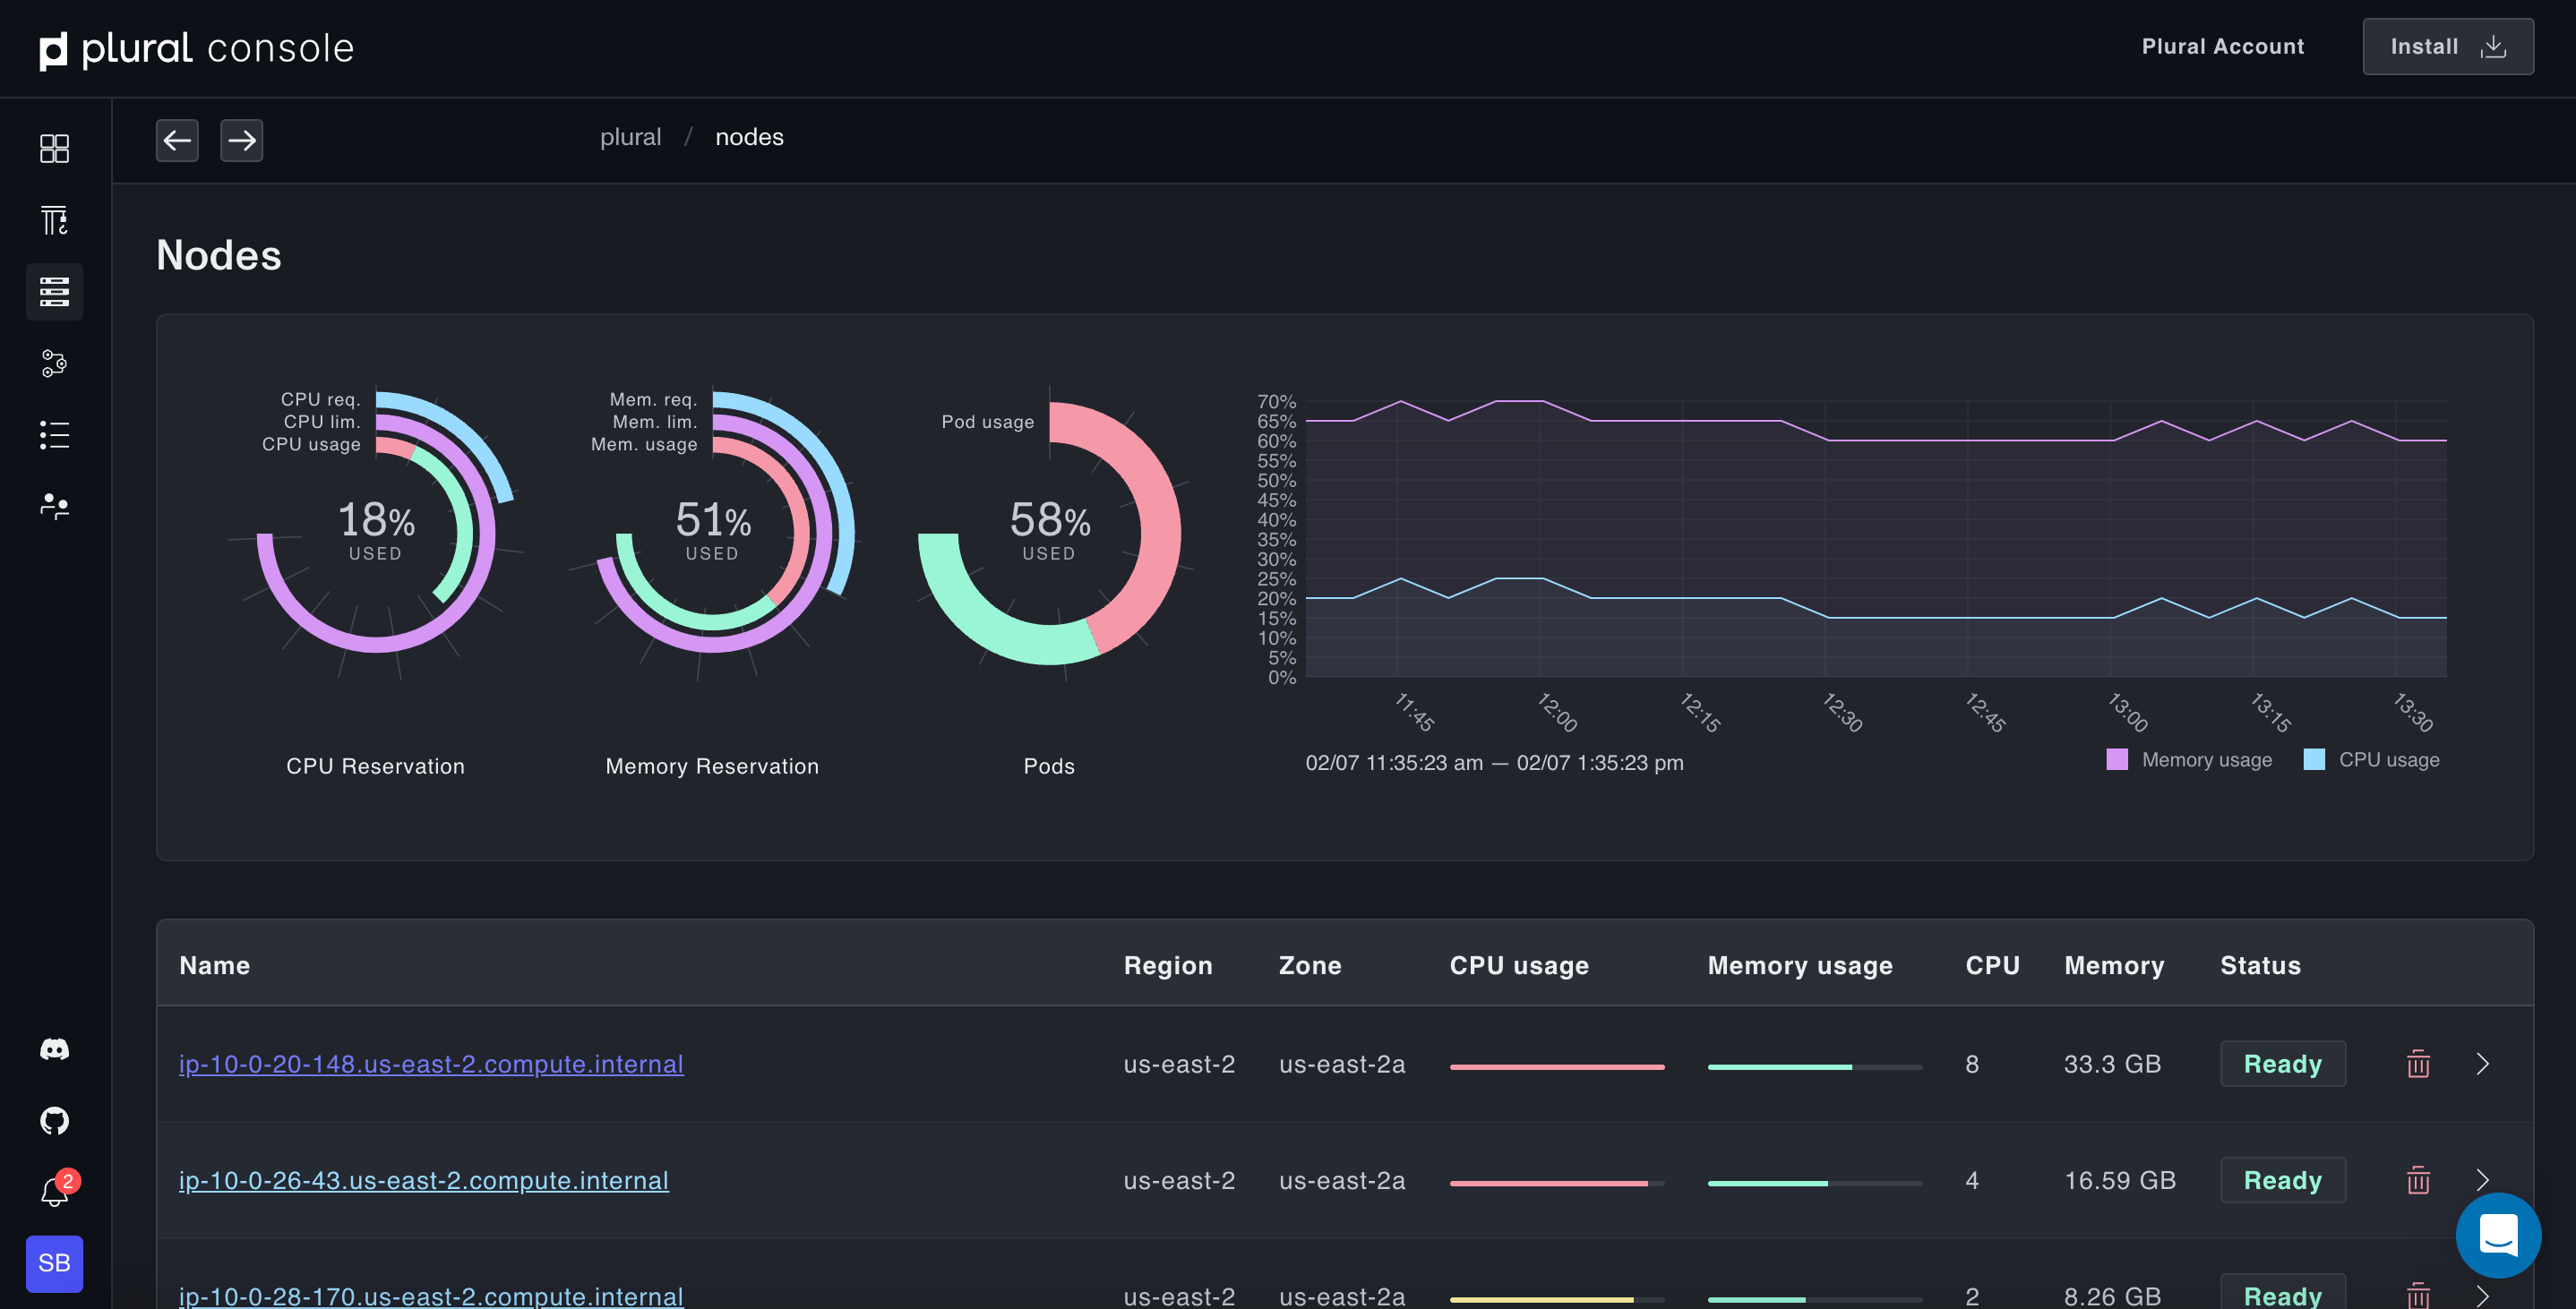 plural console
Plural Account
Install
plural / nodes
Nodes
CPU req.
CPU lim.
CPU usage
18%
USED
CPU Reservation
Mem. req.
Mem. lim.
Mem. usage
51%
USED
Memory Reservation
Pod usage
58%
USED
Pods
70%
65%
60%
55%
50%
45%
40%
35%
30%
25%
20%
15%
10%
5%
0%
11:45 12:00 12:15 12:30 12:45 13:00 13:15 13:30
02/07 11:35:23 am — 02/07 1:35:23 pm
Memory usage CPU usage
Name Region Zone CPU usage Memory usage CPU Memory Status
ip-10-0-20-148.us-east-2.compute.internal us-east-2 us-east-2a 8 33.3 GB Ready
ip-10-0-26-43.us-east-2.compute.internal us-east-2 us-east-2a 4 16.59 GB Ready
ip-10-0-28-170.us-east-2.compute.internal us-east-2 us-east-2a 2 8.26 GB Ready
2
SB